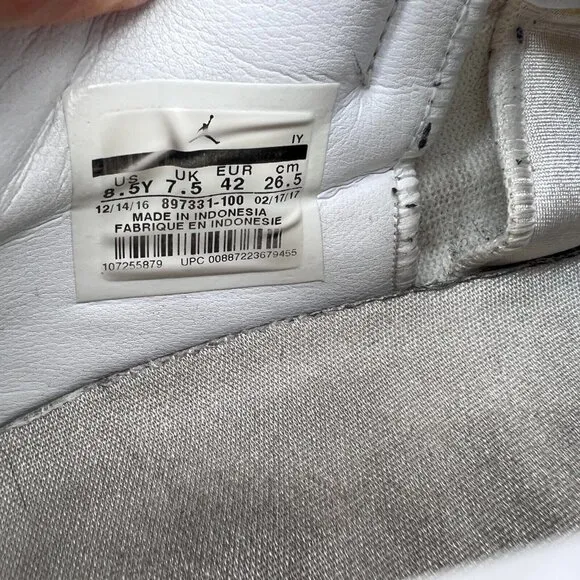 IY
US UK EUR cm
8.5Y 7.5 42 26.5
12/14/16 897331-100 02/17/17
MADE IN INDONESIA
FABRIQUE EN INDONESIE
107255879 UPC 00887223679455